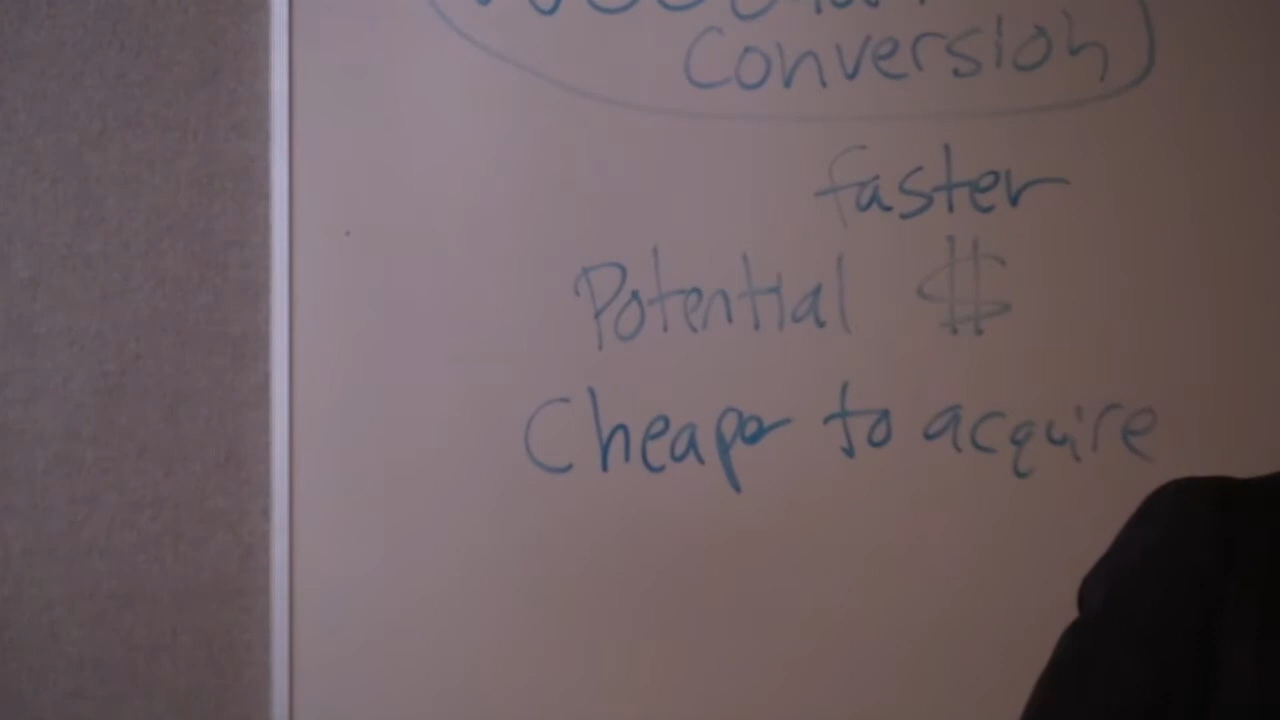 Conversion
faster
Potential $
Cheaper to acquire